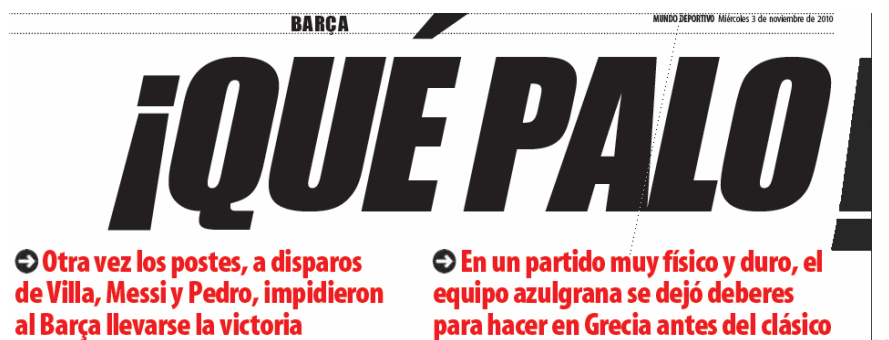 BARÇA
MUNDO DEPORTIVO Miércoles 3 de noviembre de 2010
¡QUÉ PALO!
Otra vez los postes, a disparos
de Villa, Messi y Pedro, impidieron
al Barça llevarse la victoria
En un partido muy físico y duro, el
equipo azulgrana se dejó deberes
para hacer en Grecia antes del clásico